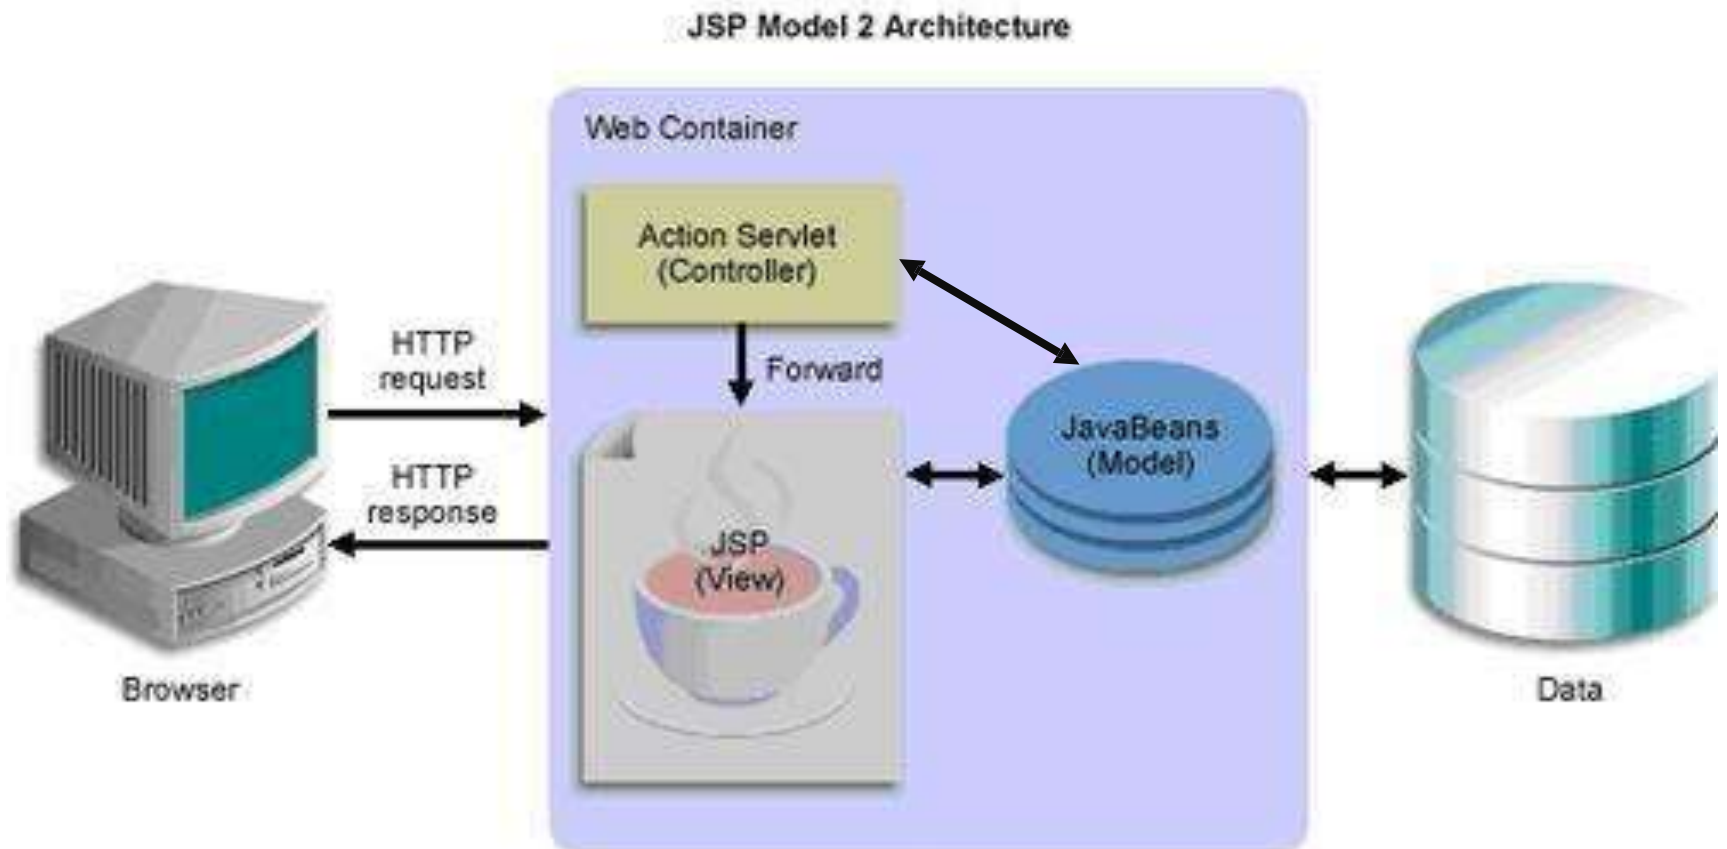 JSP Model 2 Architecture
Web Container
Action Servlet
(Controller)
HTTP
request
Forward
HTTP
response
JavaBeans
(Model)
JSP
(View)
Browser
Data